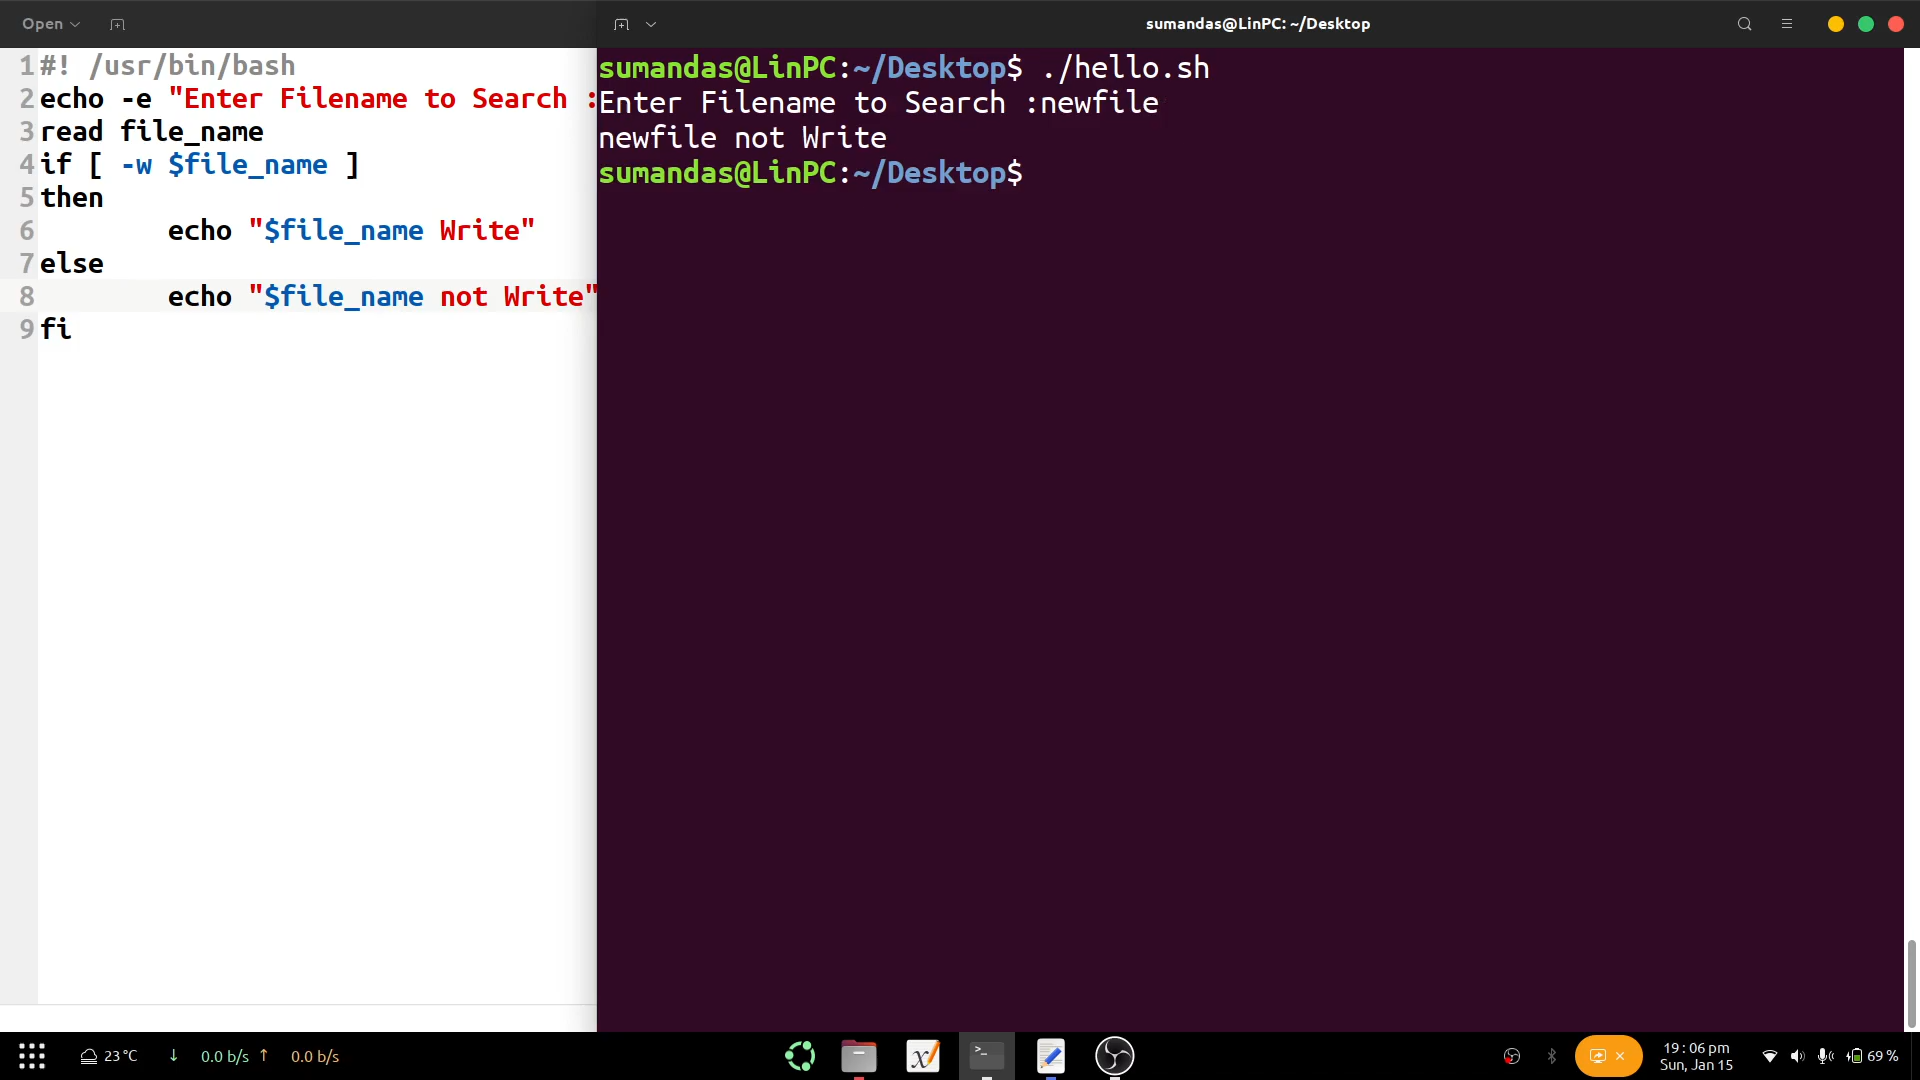 Open
sumandas@LinPC: ~/Desktop
1 #! /usr/bin/bash
2 echo -e "Enter Filename to Search :
3 read file_name
4 if [ -w $file_name ]
5 then
6 echo "$file_name Write"
7 else
8 echo "$file_name not Write"
9 fi
sumandas@LinPC:~/Desktop$ ./hello.sh
Enter Filename to Search :newfile
newfile not Write
sumandas@LinPC:~/Desktop$
23 °C ↓ 0.0 b/s ↑ 0.0 b/s
19 : 06 pm
Sun, Jan 15
69 %